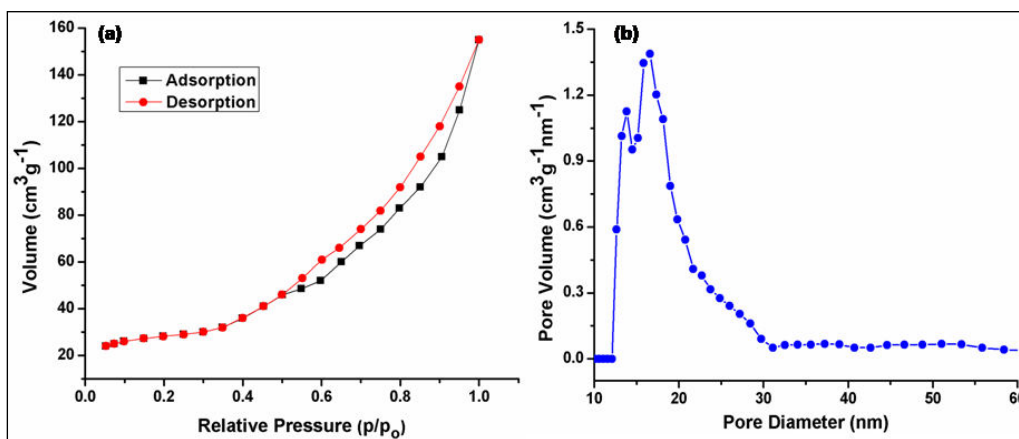 (a)
Adsorption
Desorption
160
140
120
100
80
60
40
20
0.0 0.2 0.4 0.6 0.8 1.0
Volume (cm³g⁻¹)
Relative Pressure (p/pₒ)
(b)
1.5
1.2
0.9
0.6
0.3
0.0
10 20 30 40 50 60
Pore Volume (cm³g⁻¹nm⁻¹)
Pore Diameter (nm)